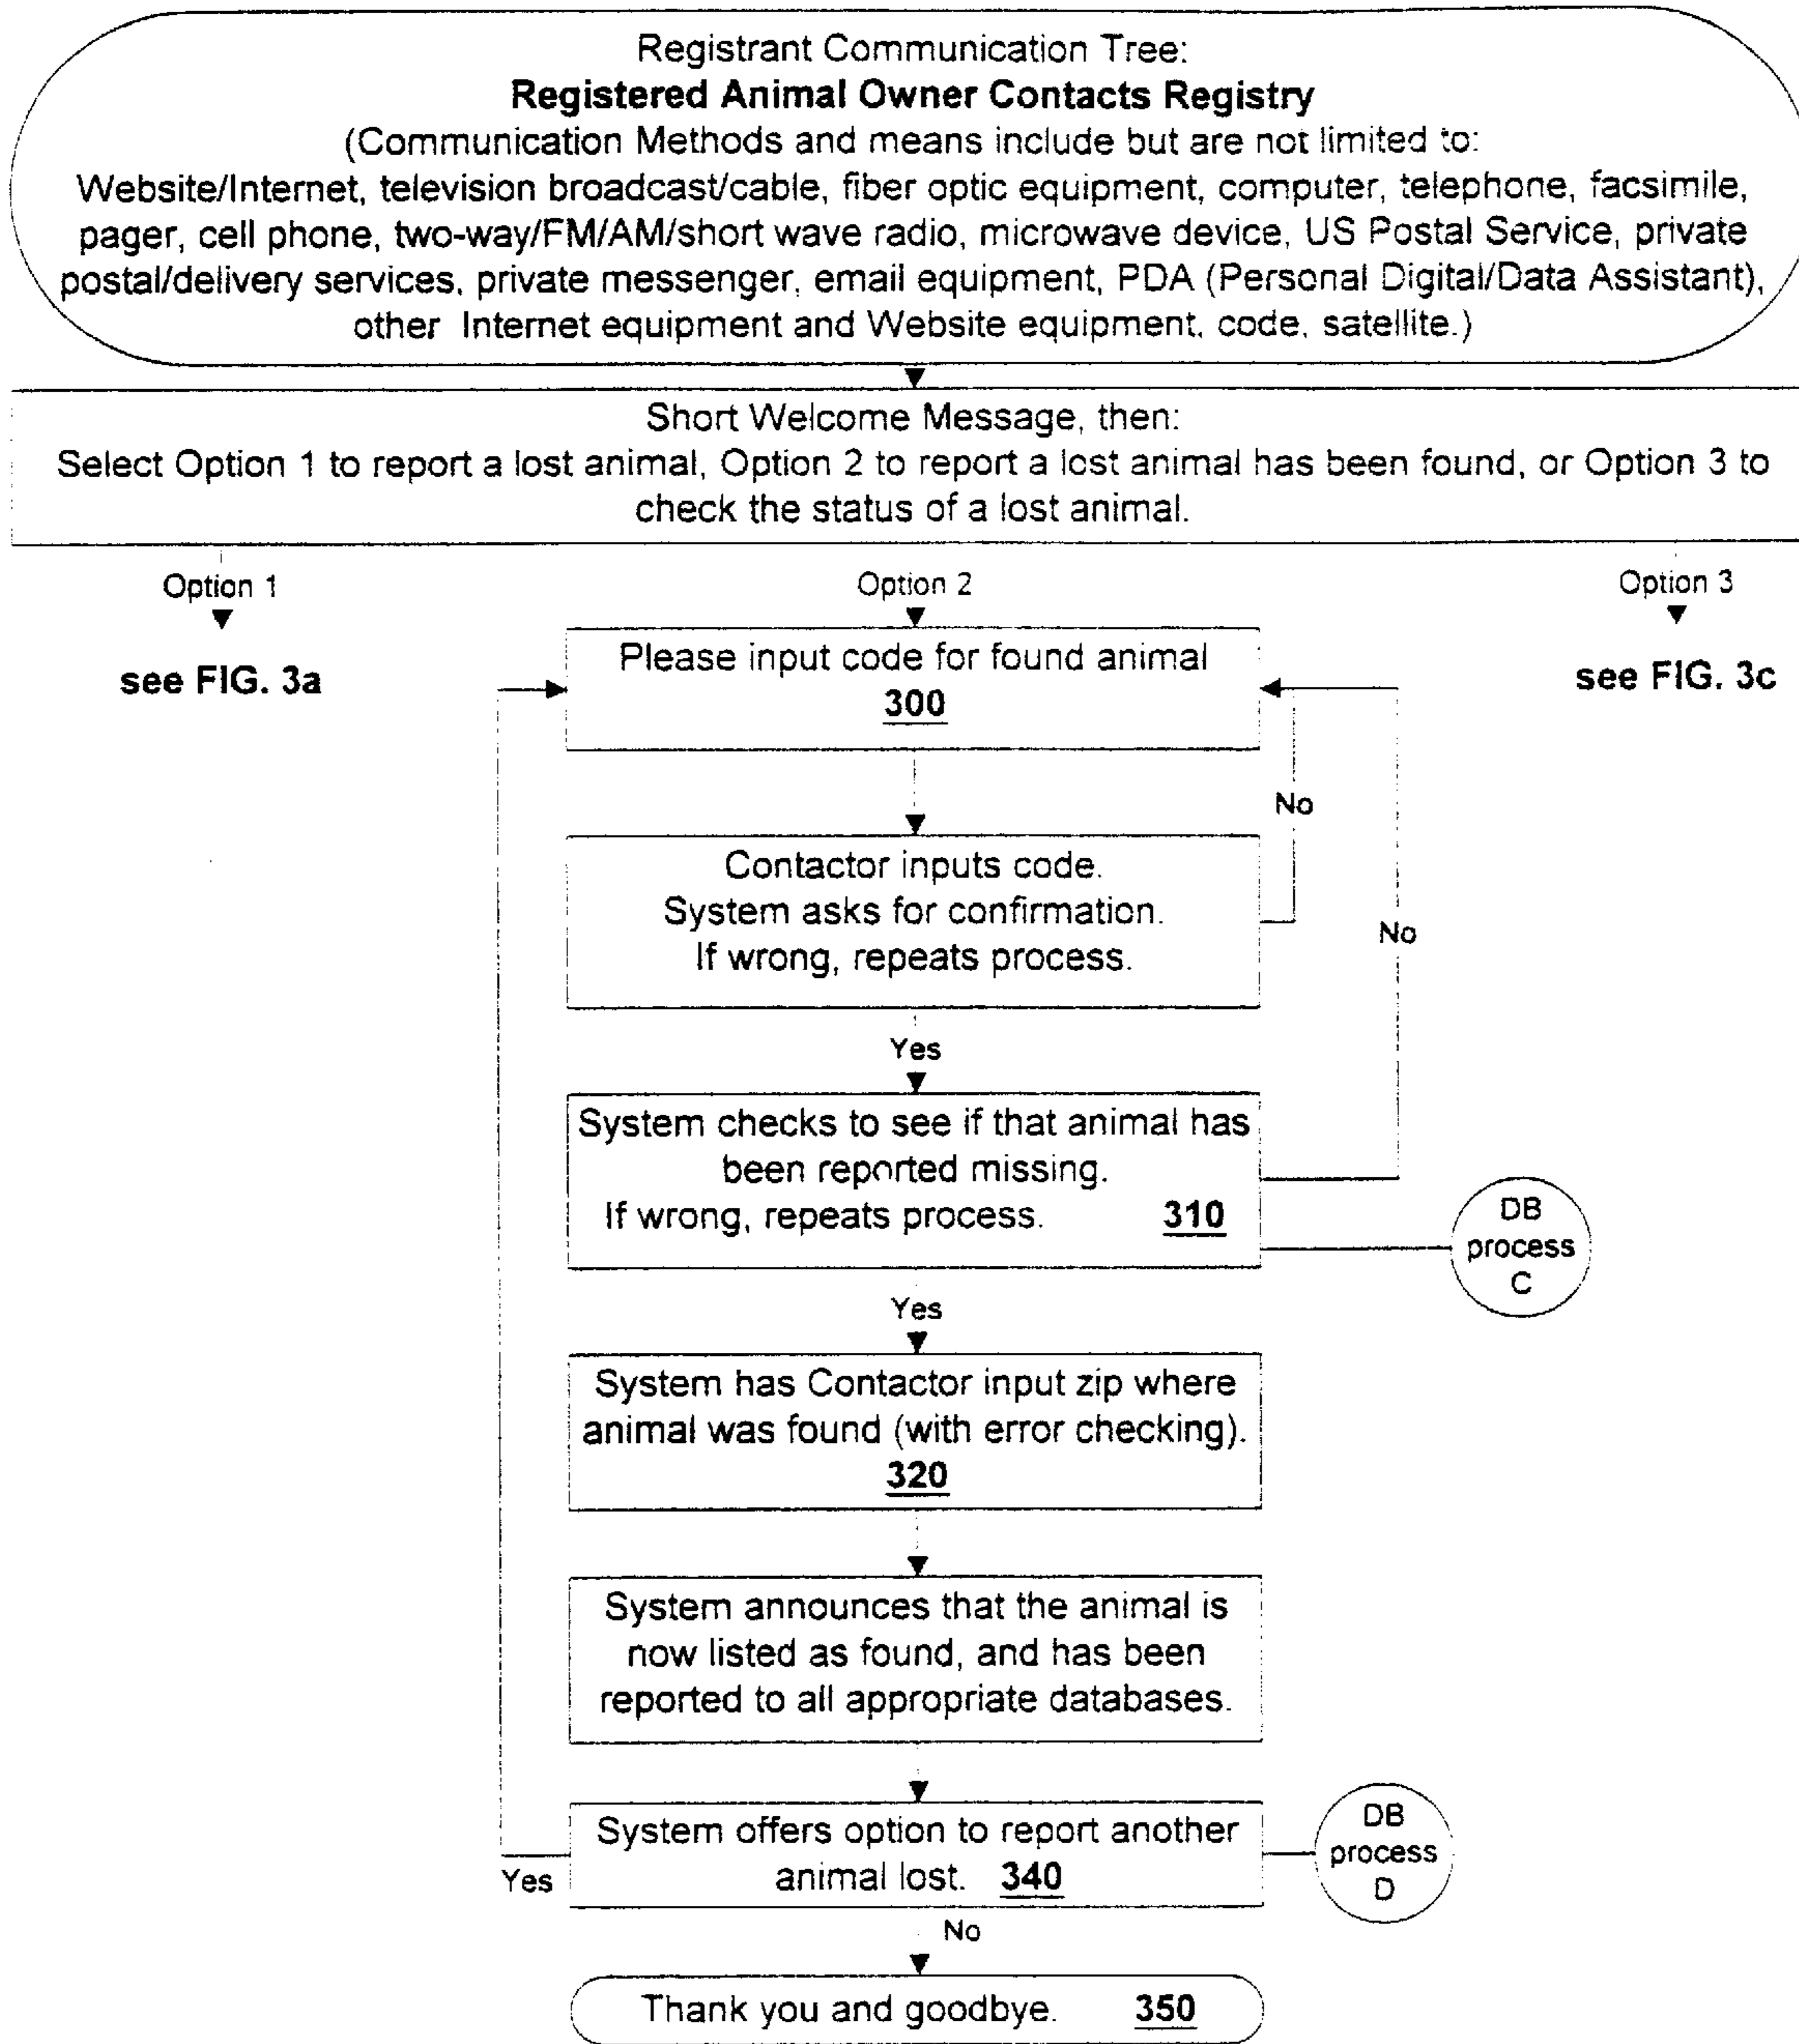 Registrant Communication Tree:
Registered Animal Owner Contacts Registry
(Communication Methods and means include but are not limited to:
Website/Internet, television broadcast/cable, fiber optic equipment, computer, telephone, facsimile,
pager, cell phone, two-way/FM/AM/short wave radio, microwave device, US Postal Service, private
postal/delivery services, private messenger, email equipment, PDA (Personal Digital/Data Assistant),
other Internet equipment and Website equipment, code, satellite.)
Short Welcome Message, then:
Select Option 1 to report a lost animal, Option 2 to report a lost animal has been found, or Option 3 to
check the status of a lost animal.
Option 1
Option 2
Option 3
see FIG. 3a
Please input code for found animal
300
see FIG. 3c
No
Contactor inputs code.
System asks for confirmation.
If wrong, repeats process.
No
Yes
System checks to see if that animal has
been reported missing.
If wrong, repeats process. 310
DB
process
C
Yes
System has Contactor input zip where
animal was found (with error checking).
320
System announces that the animal is
now listed as found, and has been
reported to all appropriate databases.
System offers option to report another
animal lost. 340
DB
process
D
Yes
No
Thank you and goodbye. 350